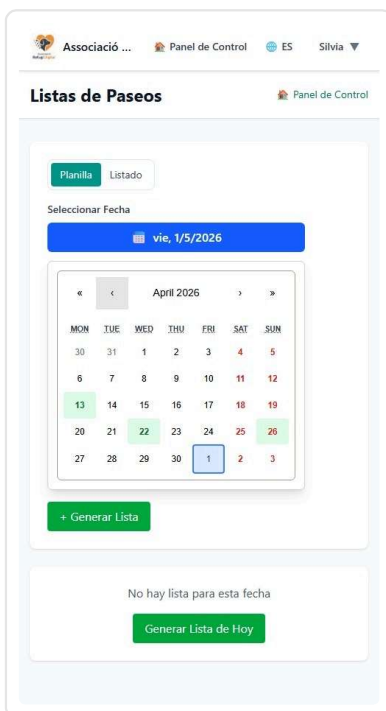 Associació ... Panel de Control ES Silvia ▼
Listas de Paseos Panel de Control
Planilla Listado
Seleccionar Fecha
vie, 1/5/2026
« ‹ April 2026 › »
MON TUE WED THU FRI SAT SUN
30 31 1 2 3 4 5
6 7 8 9 10 11 12
13 14 15 16 17 18 19
20 21 22 23 24 25 26
27 28 29 30 1 2 3
+ Generar Lista
No hay lista para esta fecha
Generar Lista de Hoy